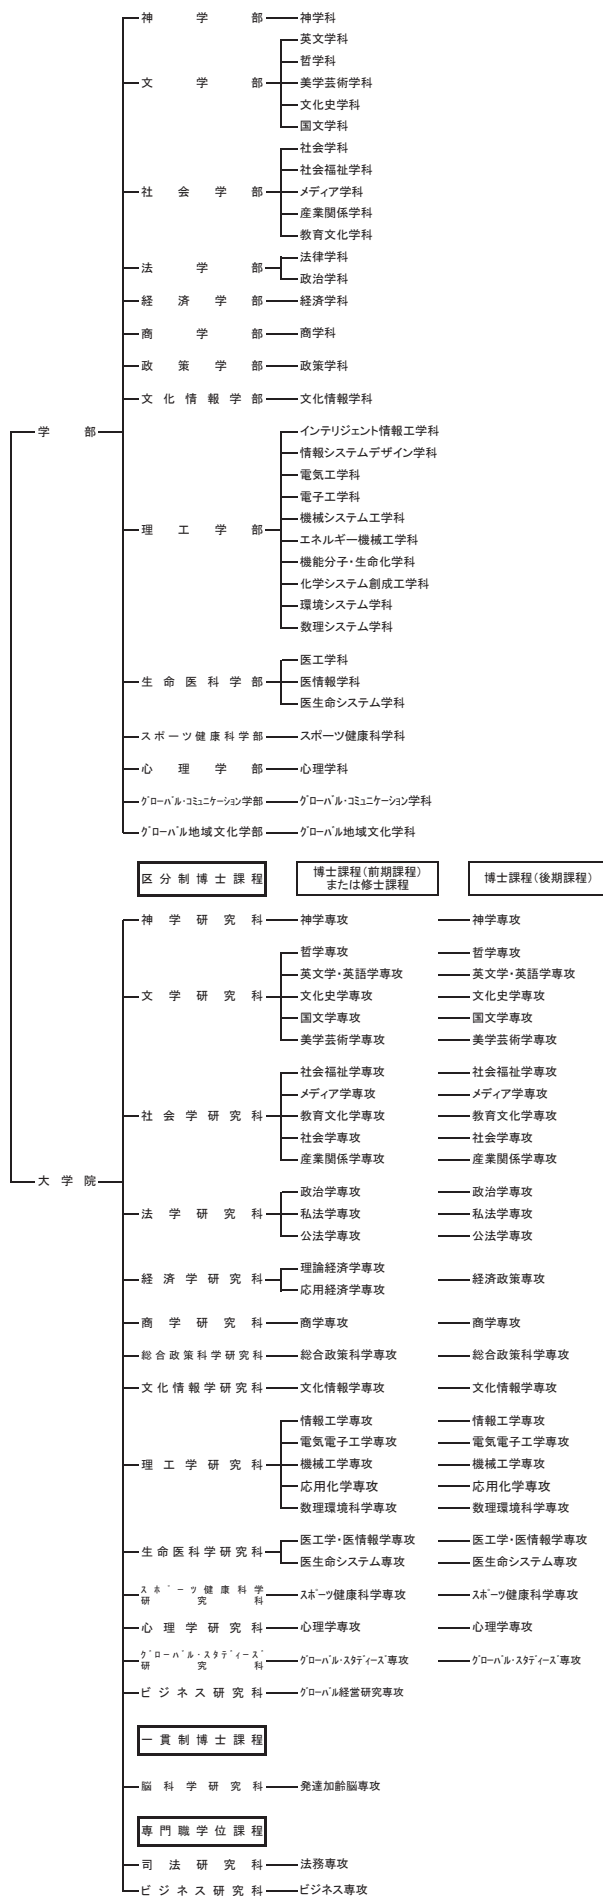 神学部 神学科
英文学科
哲学科
文学部 美学芸術学科
文化史学科
国文学科
社会学科
社会福祉学科
社会学部 メディア学科
産業関係学科
教育文化学科
法律学科
法学部
政治学科
経済学部 経済学科
商学部 商学科
政策学部 政策学科
文化情報学部 文化情報学科
学部 インテリジェント情報工学科
情報システムデザイン学科
電気工学科
電子工学科
機械システム工学科
理工学部
エネルギー機械工学科
機能分子・生命化学科
化学システム創成工学科
環境システム学科
数理システム学科
医工学科
生命医科学部 医情報学科
医生命システム学科
スポーツ健康科学部 スポーツ健康科学科
心理学部 心理学科
グローバル・コミュニケーション学部 グローバル・コミュニケーション学科
グローバル地域文化学部 グローバル地域文化学科
区分制博士課程 博士課程(前期課程)または修士課程 博士課程(後期課程)
神学研究科 神学専攻 神学専攻
哲学専攻 哲学専攻
英文学・英語学専攻 英文学・英語学専攻
文学研究科 文化史学専攻 文化史学専攻
国文学専攻 国文学専攻
美学芸術学専攻 美学芸術学専攻
社会福祉学専攻 社会福祉学専攻
メディア学専攻 メディア学専攻
社会学研究科 教育文化学専攻 教育文化学専攻
社会学専攻 社会学専攻
産業関係学専攻 産業関係学専攻
大学院
政治学専攻 政治学専攻
法学研究科 私法学専攻 私法学専攻
公法学専攻 公法学専攻
理論経済学専攻
経済学研究科 経済政策専攻
応用経済学専攻
商学研究科 商学専攻 商学専攻
総合政策科学研究科 総合政策科学専攻 総合政策科学専攻
文化情報学研究科 文化情報学専攻 文化情報学専攻
情報工学専攻 情報工学専攻
電気電子工学専攻 電気電子工学専攻
理工学研究科 機械工学専攻 機械工学専攻
応用化学専攻 応用化学専攻
数理環境科学専攻 数理環境科学専攻
医工学・医情報学専攻 医工学・医情報学専攻
生命医科学研究科
医生命システム専攻 医生命システム専攻
スポーツ健康科学研究科 スポーツ健康科学専攻 スポーツ健康科学専攻
心理学研究科 心理学専攻 心理学専攻
グローバル・スタディーズ研究科 グローバル・スタディーズ専攻 グローバル・スタディーズ専攻
ビジネス研究科 グローバル経営研究専攻
一貫制博士課程
脳科学研究科 発達加齢脳専攻
専門職学位課程
司法研究科 法務専攻
ビジネス研究科 ビジネス専攻